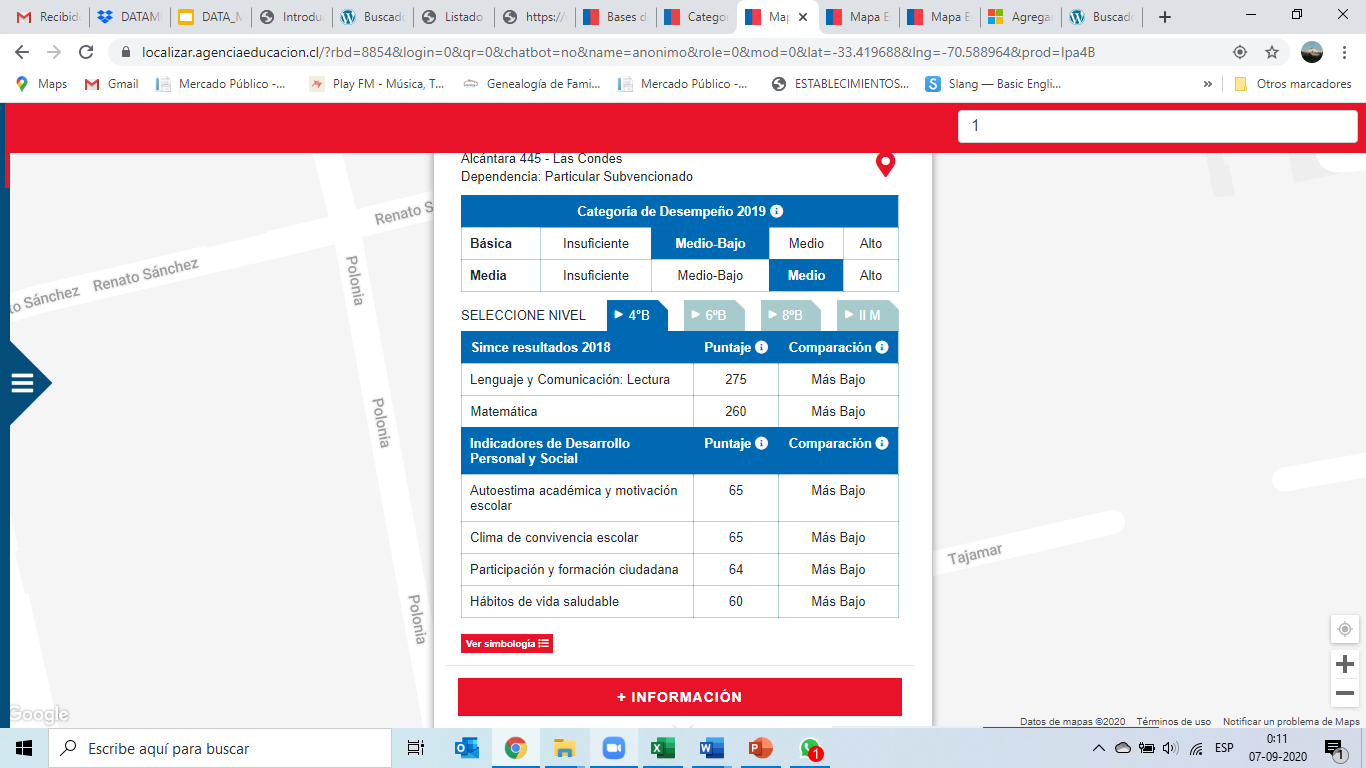 Recibid
DATAM
DATA_M
Introdu
Buscado
Listado
https://
Bases d
Catego
Map
Mapa E
Mapa E
Agrega
Buscado
localizar.agenciaeducacion.cl/?rbd=8854&login=0&qr=0&chatbot=no&name=anonimo&role=0&mod=0&lat=-33.419688&lng=-70.588964&prod=Ipa4B
Maps
Gmail
Mercado Público -...
Play FM - Música, T...
Genealogía de Fami...
Mercado Público -...
ESTABLECIMIENTOS...
Slang — Basic Engli...
»
Otros marcadores
1
Alcántara 445 - Las Condes
Dependencia: Particular Subvencionado
Categoría de Desempeño 2019
Básica Insuficiente Medio-Bajo Medio Alto
Media Insuficiente Medio-Bajo Medio Alto
SELECCIONE NIVEL 4°B 6ºB 8ºB II M
Simce resultados 2018 Puntaje Comparación
Lenguaje y Comunicación: Lectura 275 Más Bajo
Matemática 260 Más Bajo
Indicadores de Desarrollo Puntaje Comparación
Personal y Social
Autoestima académica y motivación 65 Más Bajo
escolar
Clima de convivencia escolar 65 Más Bajo
Participación y formación ciudadana 64 Más Bajo
Hábitos de vida saludable 60 Más Bajo
Ver simbología
+ INFORMACIÓN
Renato S
Renato Sánchez
to Sánchez
Polonia
Polonia
Polonia
Tajamar
Google
Datos de mapas ©2020 Términos de uso Notificar un problema de Maps
Escribe aquí para buscar
1
ESP
0:11
07-09-2020
1